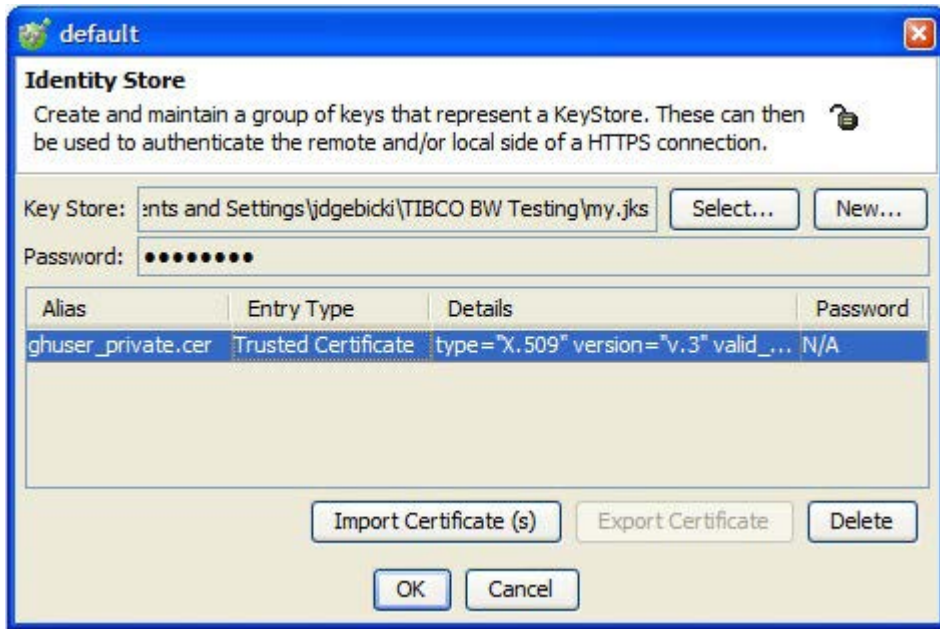 default
Identity Store
Create and maintain a group of keys that represent a KeyStore. These can then
be used to authenticate the remote and/or local side of a HTTPS connection.
Key Store: ents and Settings\jdgebicki\TIBCO BW Testing\my.jks Select... New...
Password: ●●●●●●●●
Alias Entry Type Details Password
ghuser_private.cer Trusted Certificate type="X.509" version="v.3" valid_... N/A
Import Certificate (s) Export Certificate Delete
OK Cancel